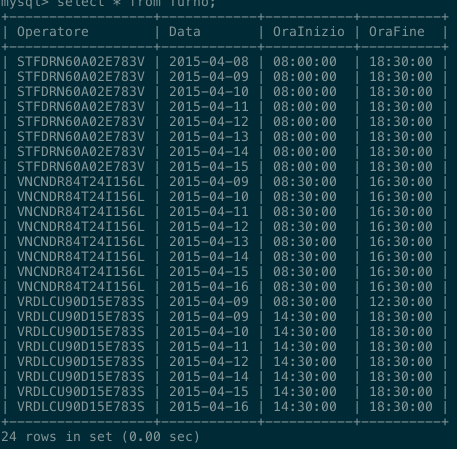 mysql> select * from Turno;
+------------------+------------+-----------+----------+
| Operatore | Data | OraInizio | OraFine |
+------------------+------------+-----------+----------+
| STFDRN60A02E783V | 2015-04-08 | 08:00:00 | 18:30:00 |
| STFDRN60A02E783V | 2015-04-09 | 08:00:00 | 18:30:00 |
| STFDRN60A02E783V | 2015-04-10 | 08:00:00 | 18:30:00 |
| STFDRN60A02E783V | 2015-04-11 | 08:00:00 | 18:30:00 |
| STFDRN60A02E783V | 2015-04-12 | 08:00:00 | 18:30:00 |
| STFDRN60A02E783V | 2015-04-13 | 08:00:00 | 18:30:00 |
| STFDRN60A02E783V | 2015-04-14 | 08:00:00 | 18:30:00 |
| STFDRN60A02E783V | 2015-04-15 | 08:00:00 | 18:30:00 |
| VNCNDR84T24I156L | 2015-04-09 | 08:30:00 | 16:30:00 |
| VNCNDR84T24I156L | 2015-04-10 | 08:30:00 | 16:30:00 |
| VNCNDR84T24I156L | 2015-04-11 | 08:30:00 | 16:30:00 |
| VNCNDR84T24I156L | 2015-04-12 | 08:30:00 | 16:30:00 |
| VNCNDR84T24I156L | 2015-04-13 | 08:30:00 | 16:30:00 |
| VNCNDR84T24I156L | 2015-04-14 | 08:30:00 | 16:30:00 |
| VNCNDR84T24I156L | 2015-04-15 | 08:30:00 | 16:30:00 |
| VNCNDR84T24I156L | 2015-04-16 | 08:30:00 | 16:30:00 |
| VRDLCU90D15E783S | 2015-04-09 | 08:30:00 | 12:30:00 |
| VRDLCU90D15E783S | 2015-04-09 | 14:30:00 | 18:30:00 |
| VRDLCU90D15E783S | 2015-04-10 | 14:30:00 | 18:30:00 |
| VRDLCU90D15E783S | 2015-04-11 | 14:30:00 | 18:30:00 |
| VRDLCU90D15E783S | 2015-04-12 | 14:30:00 | 18:30:00 |
| VRDLCU90D15E783S | 2015-04-14 | 14:30:00 | 18:30:00 |
| VRDLCU90D15E783S | 2015-04-15 | 14:30:00 | 18:30:00 |
| VRDLCU90D15E783S | 2015-04-16 | 14:30:00 | 18:30:00 |
+------------------+------------+-----------+----------+
24 rows in set (0.00 sec)